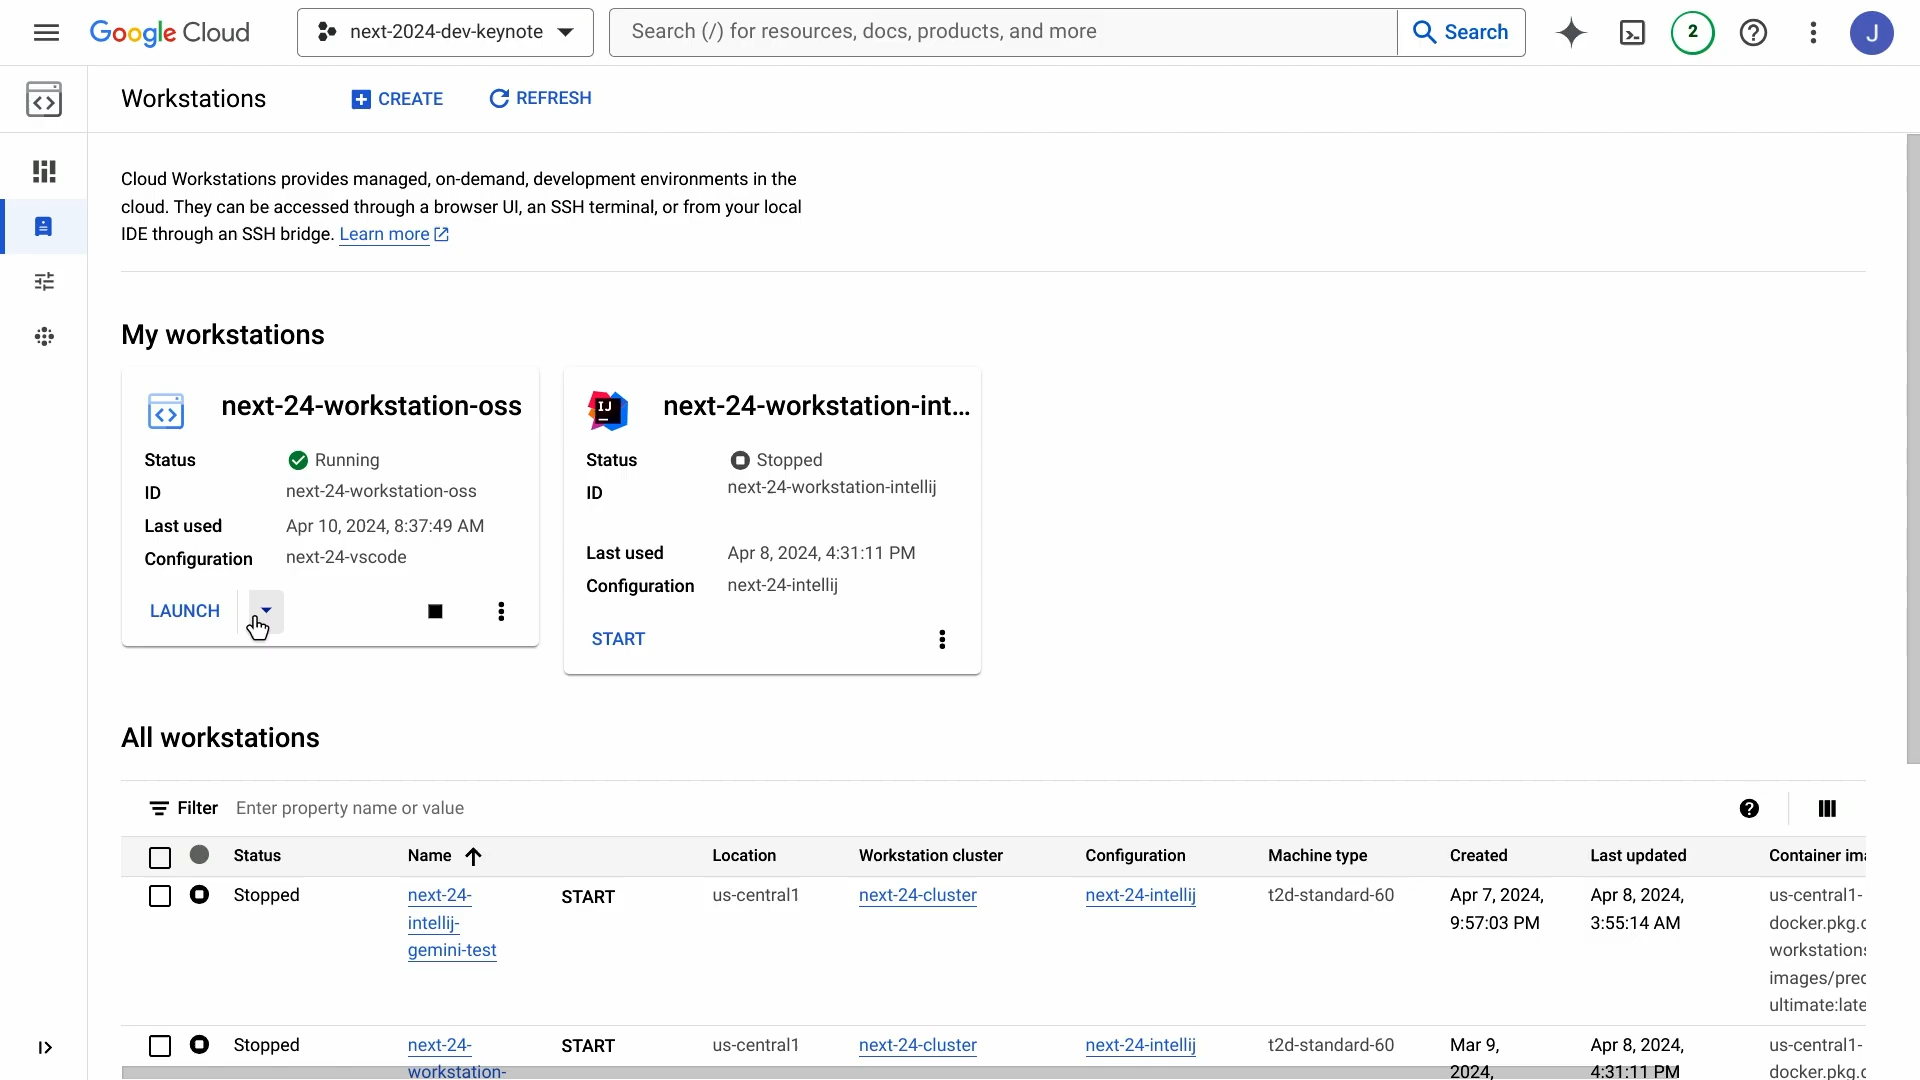 Google Cloud
next-2024-dev-keynote
Search (/) for resources, docs, products, and more
Search
2
J
Workstations
CREATE
REFRESH
Cloud Workstations provides managed, on-demand, development environments in the
cloud. They can be accessed through a browser UI, an SSH terminal, or from your local
IDE through an SSH bridge. Learn more
My workstations
next-24-workstation-oss
Status Running
ID next-24-workstation-oss
Last used Apr 10, 2024, 8:37:49 AM
Configuration next-24-vscode
LAUNCH
IJ
next-24-workstation-int...
Status Stopped
ID next-24-workstation-intellij
Last used Apr 8, 2024, 4:31:11 PM
Configuration next-24-intellij
START
All workstations
Filter Enter property name or value
Status Name Location Workstation cluster Configuration Machine type Created Last updated Container ima
Stopped next-24- START us-central1 next-24-cluster next-24-intellij t2d-standard-60 Apr 7, 2024, Apr 8, 2024, us-central1-
intellij- 9:57:03 PM 3:55:14 AM docker.pkg.c
gemini-test workstations
images/pred
ultimate:late
Stopped next-24- START us-central1 next-24-cluster next-24-intellij t2d-standard-60 Mar 9, Apr 8, 2024, us-central1-
workstation- 2024, 4:31:11 PM docker.pkg.c